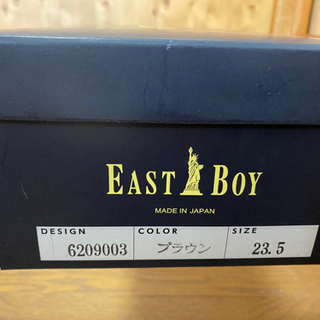 EAST BOY
MADE IN JAPAN
DESIGN 6209003 COLOR ブラウン SIZE 23.5